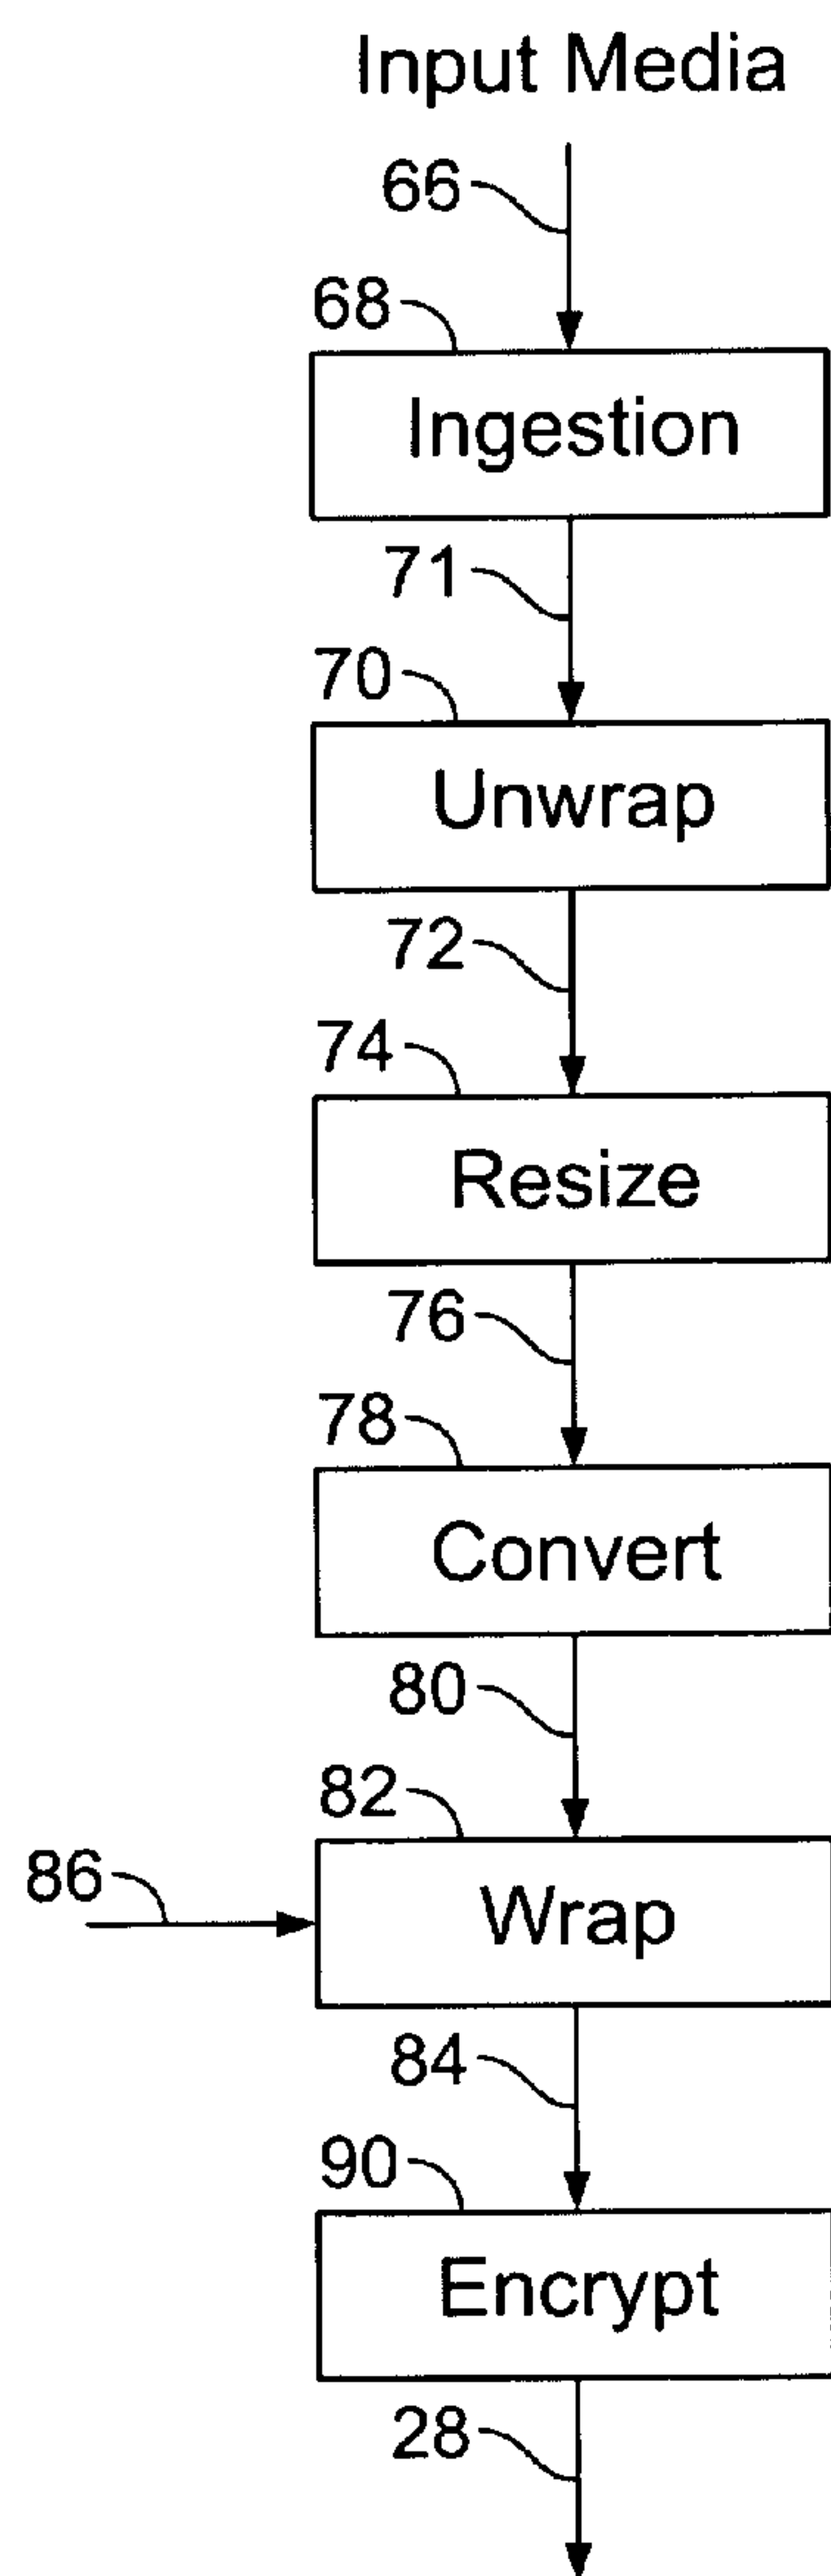 Input Media
66
68
Ingestion
71
70
Unwrap
72
74
Resize
76
78
Convert
80
82
86
Wrap
84
90
Encrypt
28